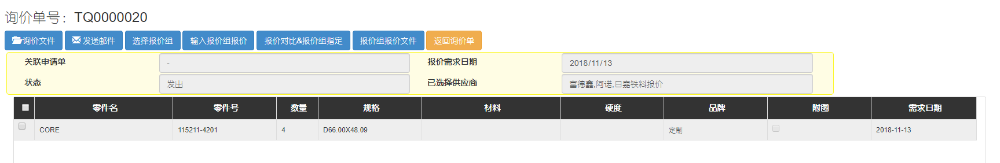 询价单号：TQ0000020
询价文件 发送邮件 选择报价组 输入报价组报价 报价对比&报价组指定 报价组报价文件 返回询价单
关联申请单 - 报价需求日期 2018/11/13
状态 发出 已选择供应商 富德鑫,阿诺,日嘉铁料报价
零件名 零件号 数量 规格 材料 硬度 品牌 附图 需求日期
CORE 115211-4201 4 D66.00X48.09 定制 2018-11-13